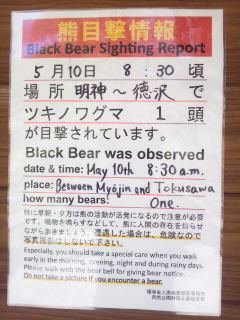 熊目撃情報
Black Bear Sighting Report
5月10日 8:30頃
場所 明神～徳沢で
ツキノワグマ 1 頭
が目撃されています。
Black Bear was observed
date & time: May 10th 8:30a.m.
place: Between Myojin and Tokusawa
how many bears: One.
特に早朝・夕方は熊の活動が活発になるので注意が必要
です。鳴物を鳴らすなどして、熊に人間の存在を知らせ
ながら歩きましょう。遭遇した場合は、危険なので
写真撮影はしないで下さい。
Especially, you should take a special care when you walk
early in the morning, evening, night and during rainy days.
Please walk with the bear bell for giving bear notice.
Do not take a picture if you encounter a bear.